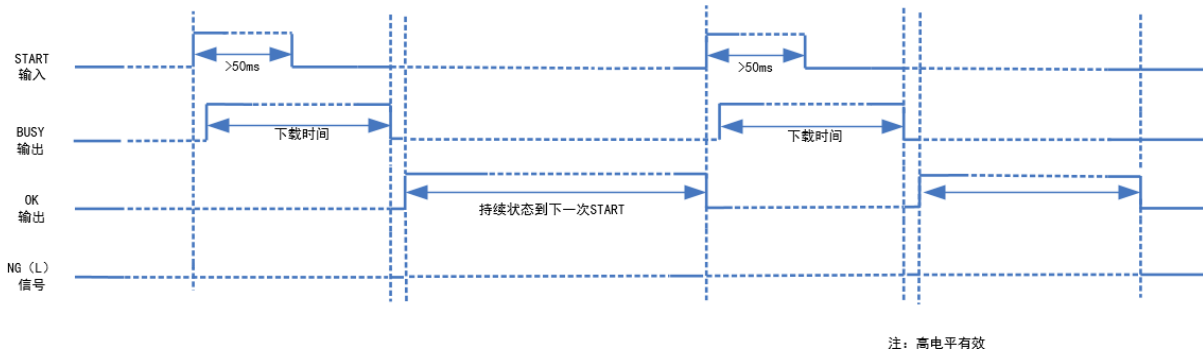 START
输入
>50ms
>50ms
BUSY
输出
下载时间
下载时间
OK
输出
持续状态到下一次START
NG（L）
信号
注：高电平有效